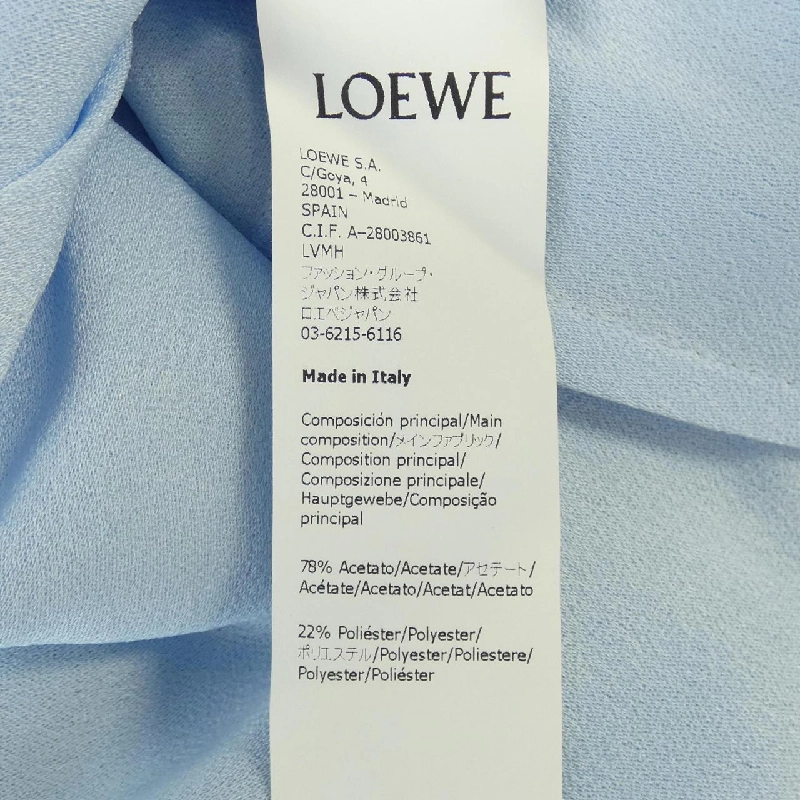 LOEWE
LOEWE S.A.
C/Goya, 4
28001 – Madrid
SPAIN
C.I.F. A–28003861
LVMH
ファッション・グループ・
ジャパン株式会社
ロエベジャパン
03-6215-6116
Made in Italy
Composición principal/Main
composition/メインファブリック/
Composition principal/
Composizione principale/
Hauptgewebe/Composição
principal
78% Acetato/Acetate/アセテート/
Acétate/Acetato/Acetat/Acetato
22% Poliéster/Polyester/
ポリエステル/Polyester/Poliestere/
Polyester/Poliéster